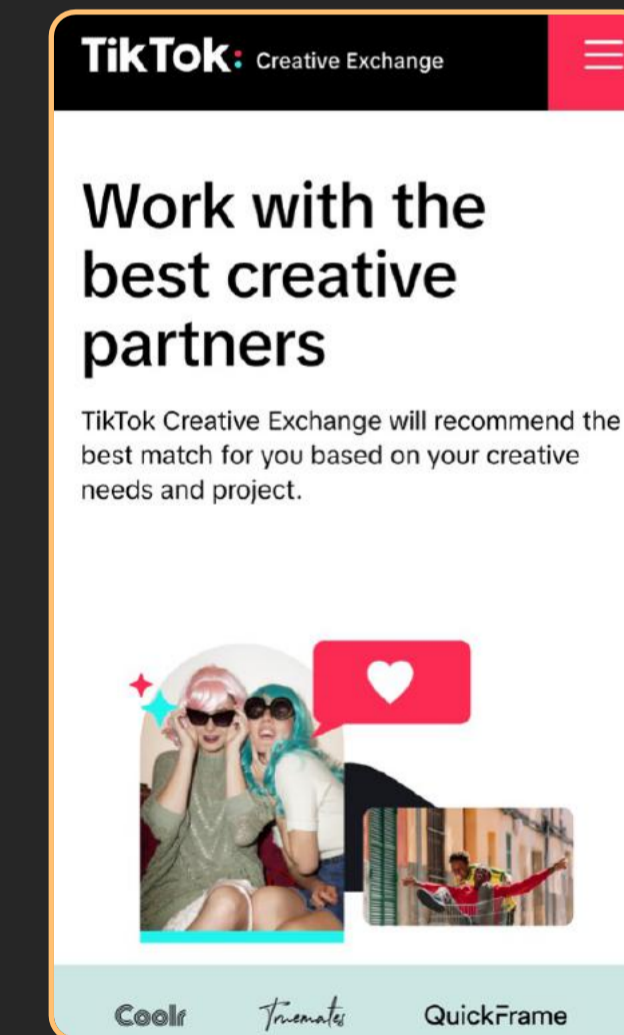 TikTok: Creative Exchange
Work with the
best creative
partners
TikTok Creative Exchange will recommend the
best match for you based on your creative
needs and project.
Coolr Truemates QuickFrame